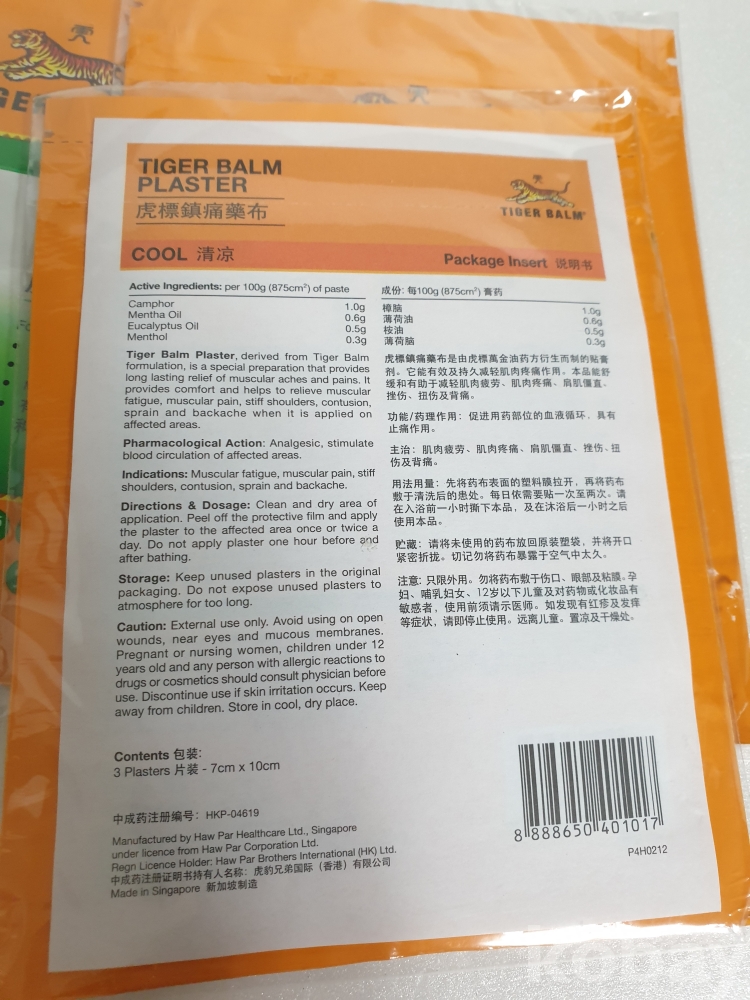 TIGER BALM
PLASTER
虎標鎮痛藥布
TIGER BALM
COOL 清凉
Package Insert 说明书
Active Ingredients: per 100g (875cm²) of paste
Camphor 1.0g
Mentha Oil 0.6g
Eucalyptus Oil 0.5g
Menthol 0.3g
Tiger Balm Plaster, derived from Tiger Balm
formulation, is a special preparation that provides
long lasting relief of muscular aches and pains. It
provides comfort and helps to relieve muscular
fatigue, muscular pain, stiff shoulders, contusion,
sprain and backache when it is applied on
affected areas.
Pharmacological Action: Analgesic, stimulate
blood circulation of affected areas.
Indications: Muscular fatigue, muscular pain, stiff
shoulders, contusion, sprain and backache.
Directions & Dosage: Clean and dry area of
application. Peel off the protective film and apply
the plaster to the affected area once or twice a
day. Do not apply plaster one hour before and
after bathing.
Storage: Keep unused plasters in the original
packaging. Do not expose unused plasters to
atmosphere for too long.
Caution: External use only. Avoid using on open
wounds, near eyes and mucous membranes.
Pregnant or nursing women, children under 12
years old and any person with allergic reactions to
drugs or cosmetics should consult physician before
use. Discontinue use if skin irritation occurs. Keep
away from children. Store in cool, dry place.
成份: 每100g (875cm²) 膏药
樟脑 1.0g
薄荷油 0.6g
桉油 0.5g
薄荷脑 0.3g
虎標鎮痛藥布是由虎標萬金油药方衍生而制的贴膏
剂。它能有效及持久减轻肌肉疼痛作用。本品能舒
缓和有助于减轻肌肉疲劳、肌肉疼痛、肩肌僵直、
挫伤、扭伤及背痛。
功能/药理作用: 促进用药部位的血液循环，具有
止痛作用。
主治: 肌肉疲劳、肌肉疼痛、肩肌僵直、挫伤、扭
伤及背痛。
用法用量: 先将药布表面的塑料膜拉开，再将药布
敷于清洗后的患处。每日依需要贴一次至两次。请
在入浴前一小时撕下本品，及在沐浴后一小时之后
使用本品。
贮藏: 请将未使用的药布放回原装塑袋，并将开口
紧密折拢。切记勿将药布暴露于空气中太久。
注意: 只限外用。勿将药布敷于伤口、眼部及粘膜。孕
妇、哺乳妇女、12岁以下儿童及对药物或化妆品有
敏感者，使用前须请示医师。如发现有红疹及发痒
等症状，请即停止使用。远离儿童。置凉及干燥处。
Contents 包装:
3 Plasters 片装 - 7cm x 10cm
中成药注册编号: HKP-04619
Manufactured by Haw Par Healthcare Ltd., Singapore
under licence from Haw Par Corporation Ltd.
Regn Licence Holder: Haw Par Brothers International (HK) Ltd.
中成药注册证明书持有人名称: 虎豹兄弟国际（香港）有限公司
Made in Singapore 新加坡制造
8 888650 401017
P4H0212